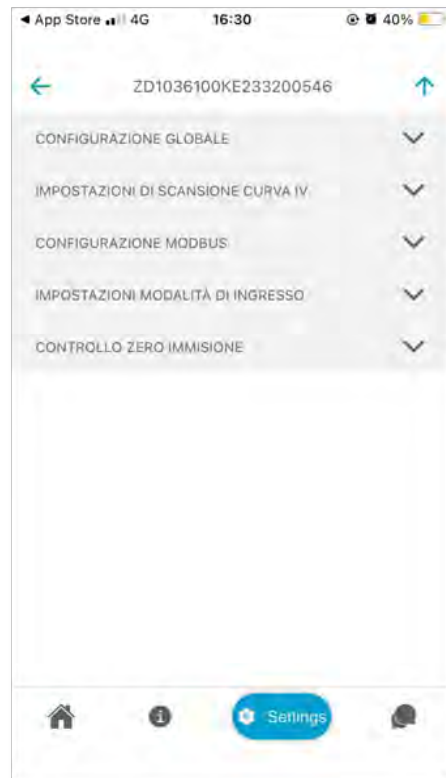 ◀ App Store 4G 16:30 40%
ZD1036100KE233200546
CONFIGURAZIONE GLOBALE
IMPOSTAZIONI DI SCANSIONE CURVA IV
CONFIGURAZIONE MODBUS
IMPOSTAZIONI MODALITÀ DI INGRESSO
CONTROLLO ZERO IMMISIONE
Settings